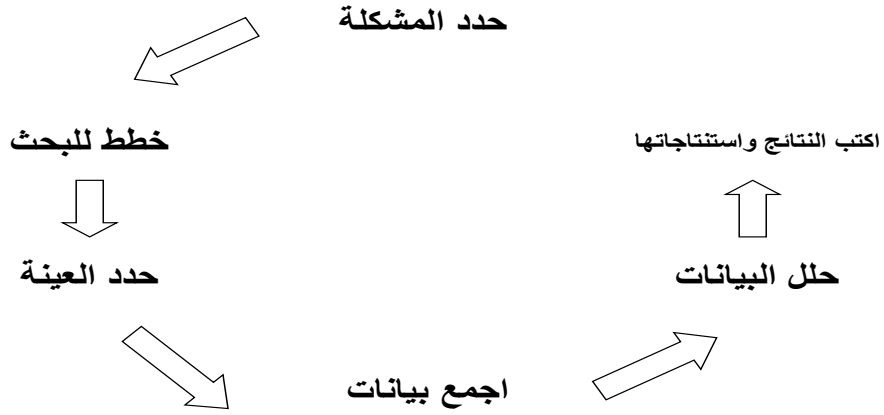 حدد المشكلة
خطط للبحث
حدد العينة
اجمع بيانات
حلل البيانات
اكتب النتائج واستنتاجاتها